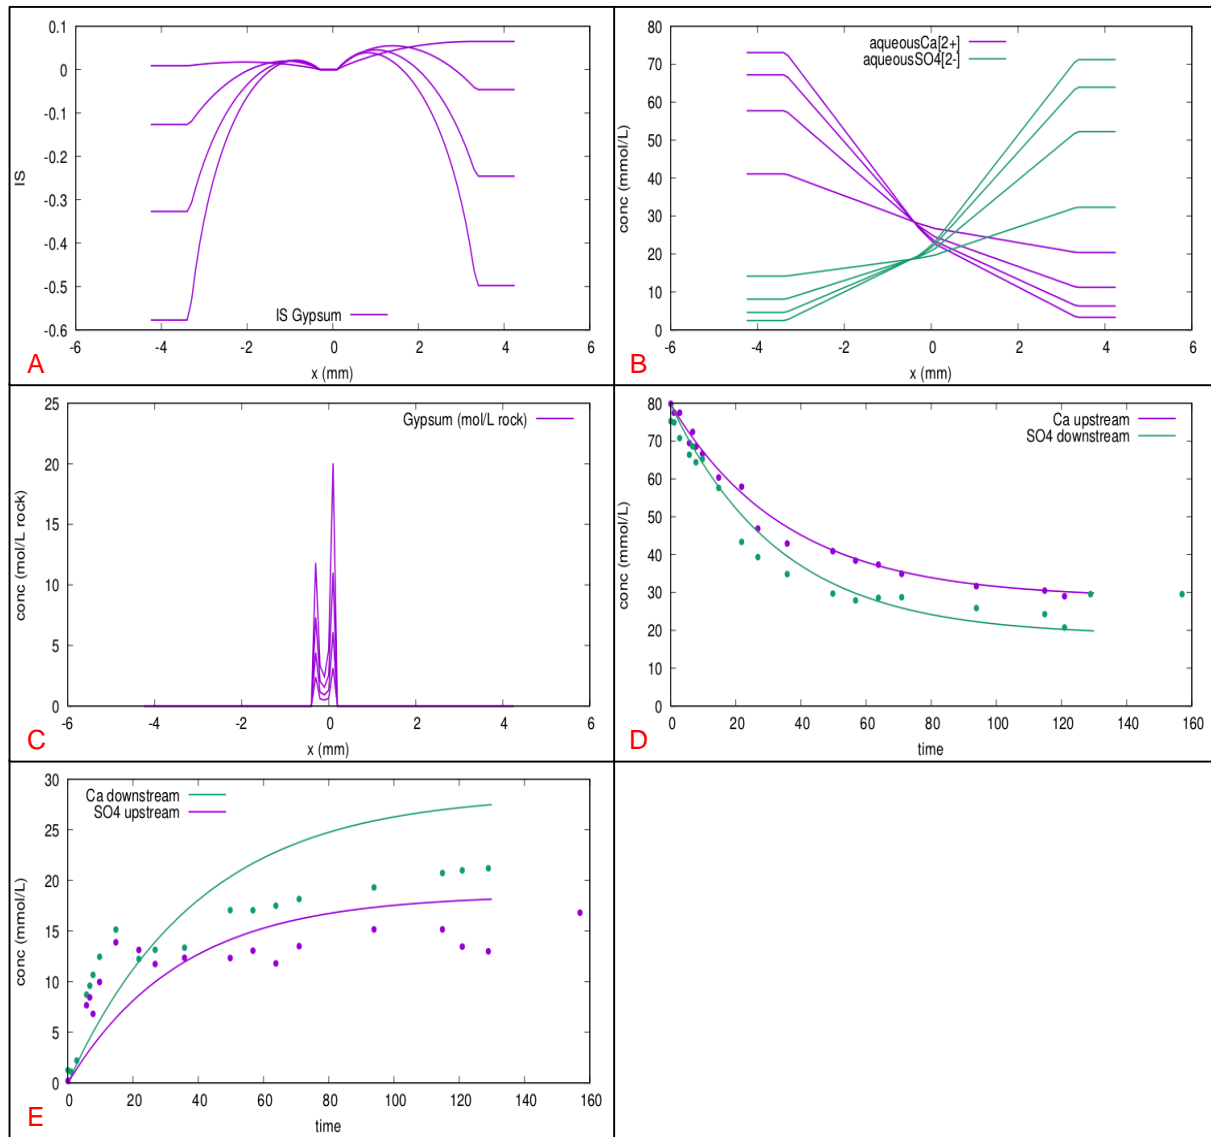 0.1
0
-0.1
-0.2
-0.3
-0.4
-0.5
-0.6
IS
IS Gypsum
-6 -4 -2 0 2 4 6
x (mm)
A
80
70
60
50
40
30
20
10
0
conc (mmol/L)
aqueousCa[2+]
aqueousSO4[2-]
-6 -4 -2 0 2 4 6
x (mm)
B
25
20
15
10
5
0
conc (mol/L rock)
Gypsum (mol/L rock)
-6 -4 -2 0 2 4 6
x (mm)
C
80
70
60
50
40
30
20
10
0
conc (mmol/L)
Ca upstream
SO4 downstream
0 20 40 60 80 100 120 140 160
time
D
30
25
20
15
10
5
0
conc (mmol/L)
Ca downstream
SO4 upstream
0 20 40 60 80 100 120 140 160
time
E